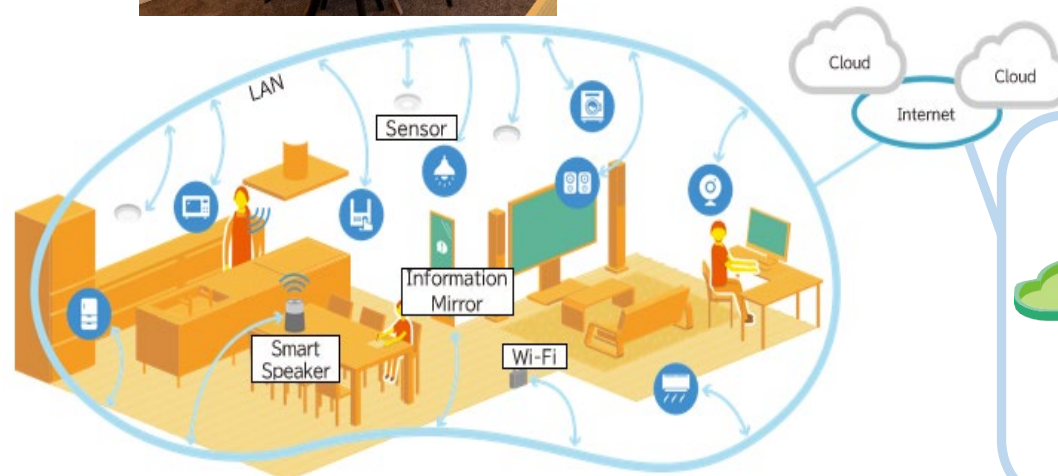 Cloud
Cloud
Internet
LAN
Sensor
Information
Mirror
Smart
Speaker
Wi-Fi